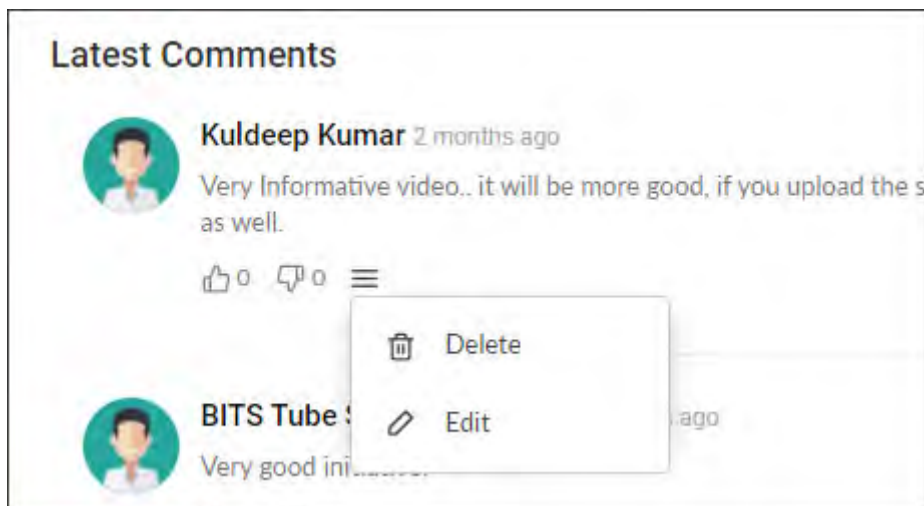 Latest Comments
Kuldeep Kumar 2 months ago
Very Informative video.. it will be more good, if you upload the
as well.
0 0
Delete
BITS Tube ago
Edit
Very good